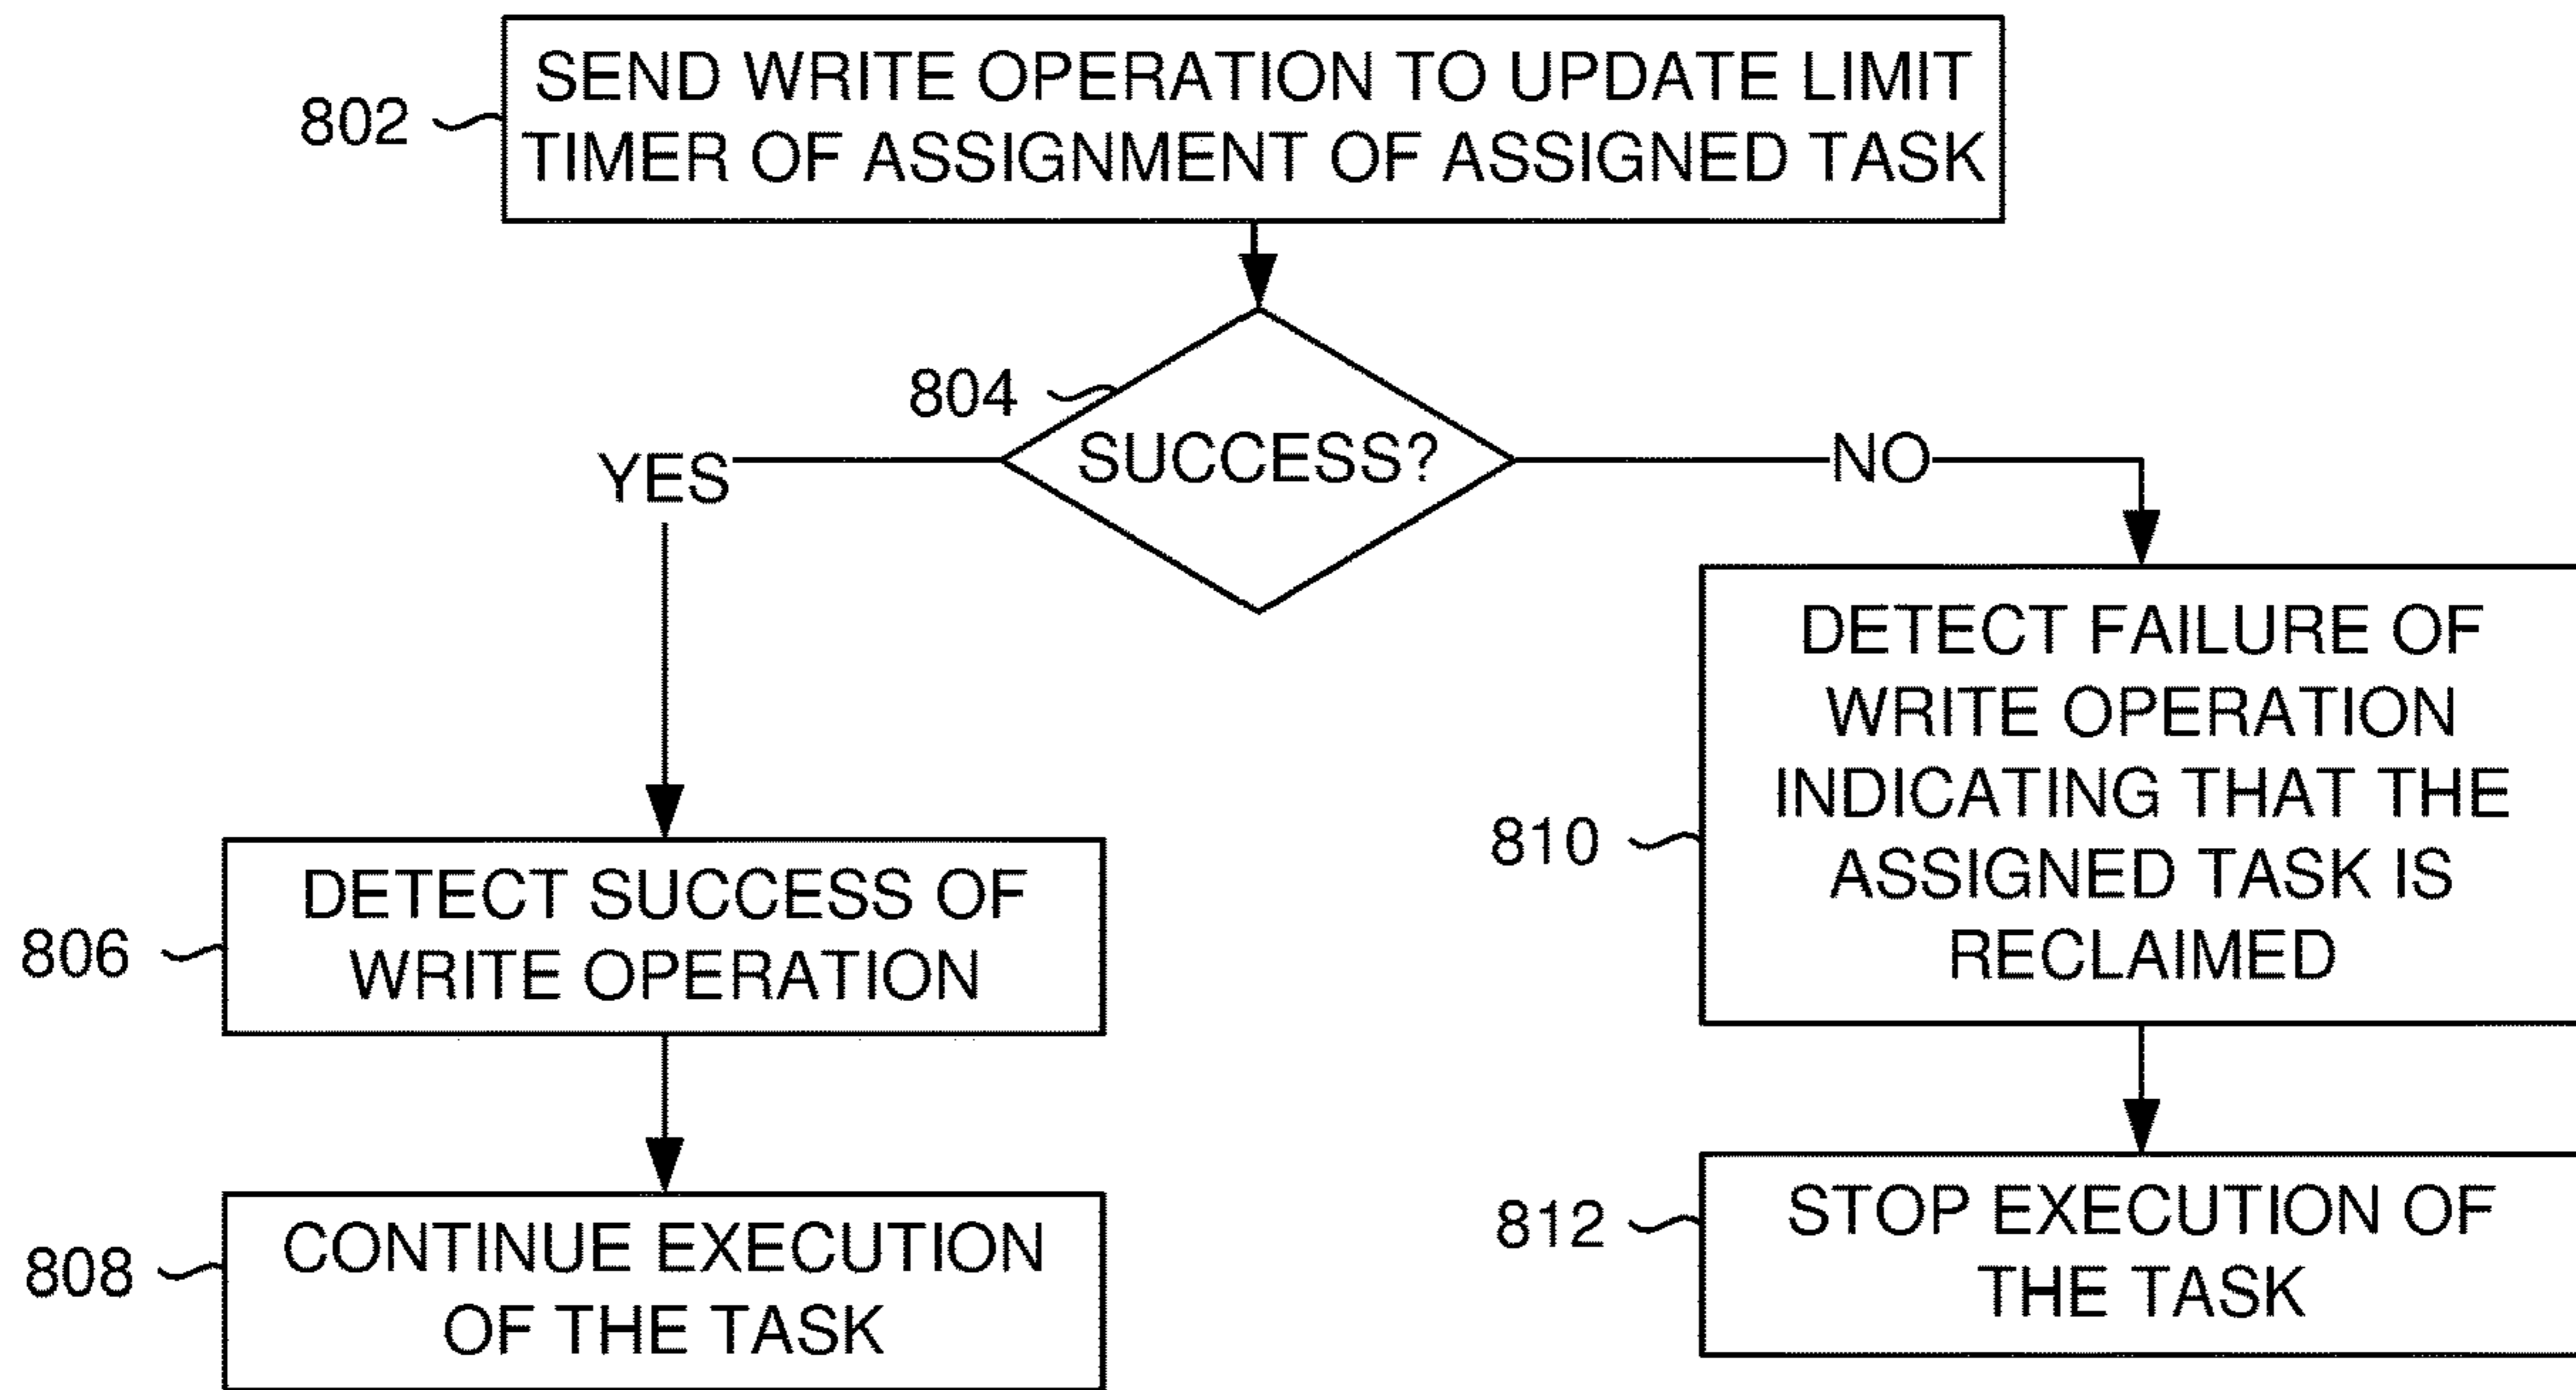 SEND WRITE OPERATION TO UPDATE LIMIT
802
TIMER OF ASSIGNMENT OF ASSIGNED TASK
804
SUCCESS?
YES
NO
DETECT FAILURE OF
WRITE OPERATION
INDICATING THAT THE
810
ASSIGNED TASK IS
RECLAIMED
DETECT SUCCESS OF
806
WRITE OPERATION
808
CONTINUE EXECUTION
OF THE TASK
812
STOP EXECUTION OF
THE TASK